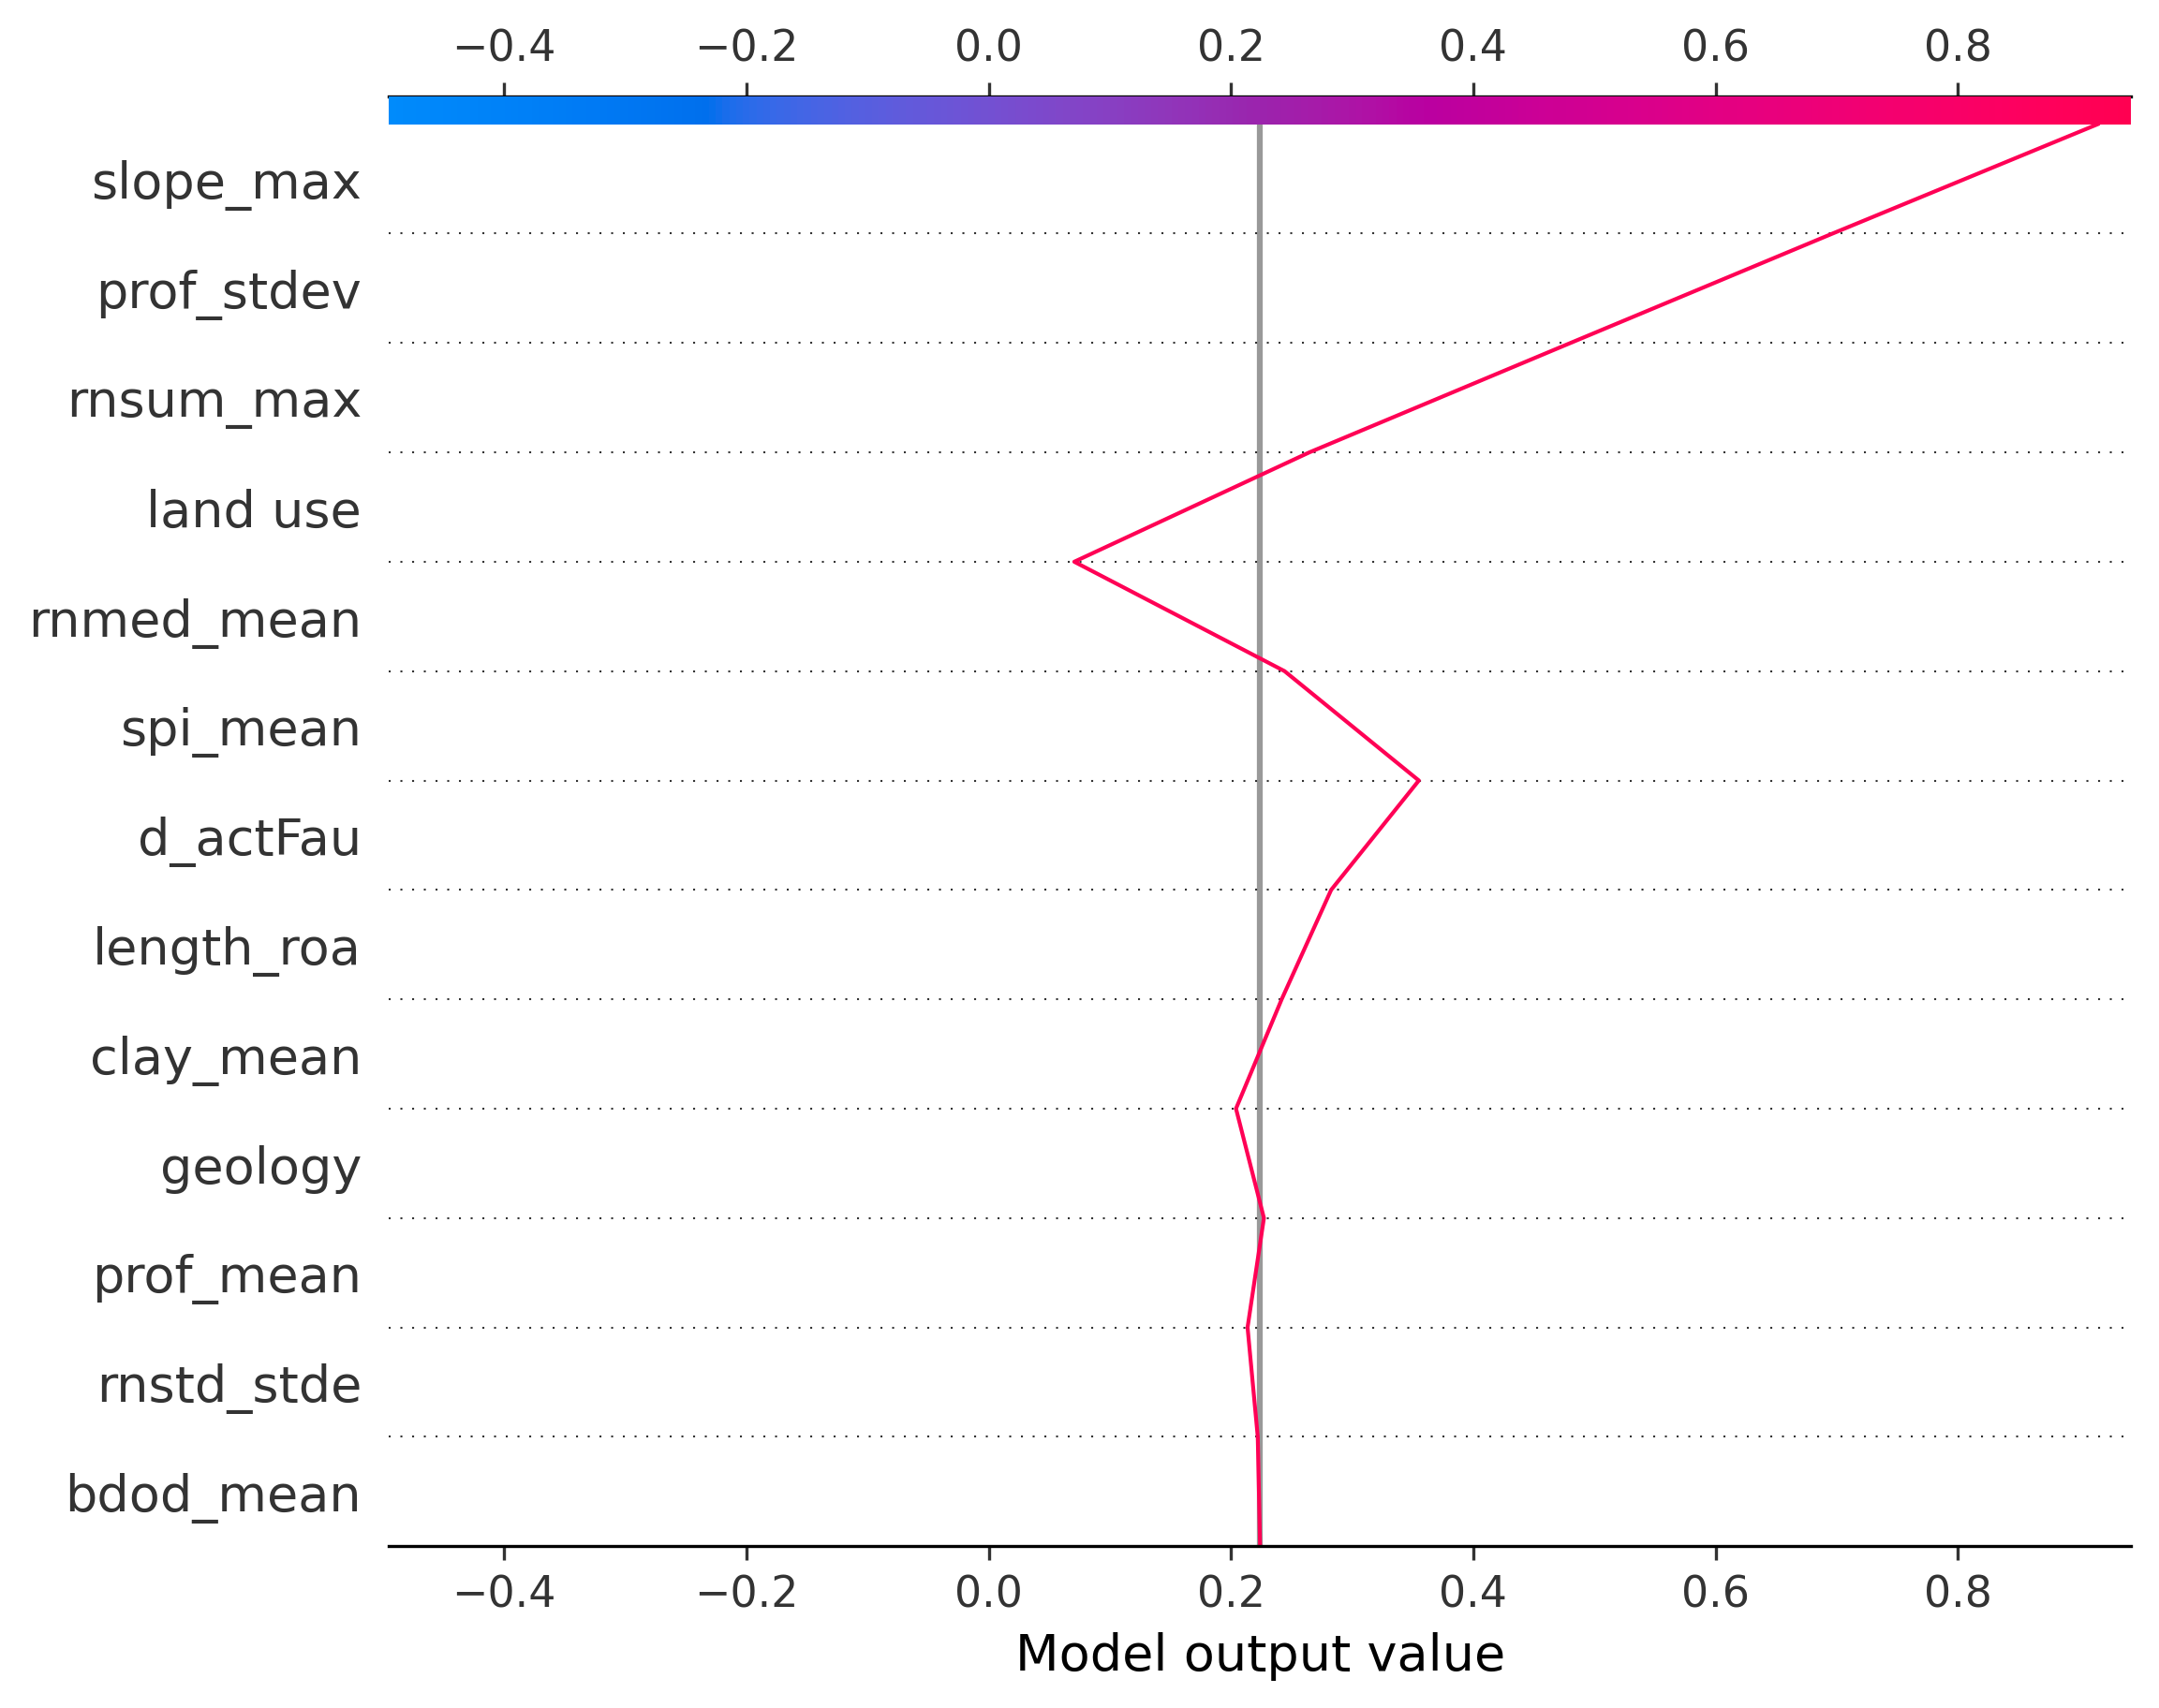 −0.4 −0.2 0.0 0.2 0.4 0.6 0.8
slope_max
prof_stdev
rnsum_max
land use
rnmed_mean
spi_mean
d_actFau
length_roa
clay_mean
geology
prof_mean
rnstd_stde
bdod_mean
−0.4 −0.2 0.0 0.2 0.4 0.6 0.8
Model output value